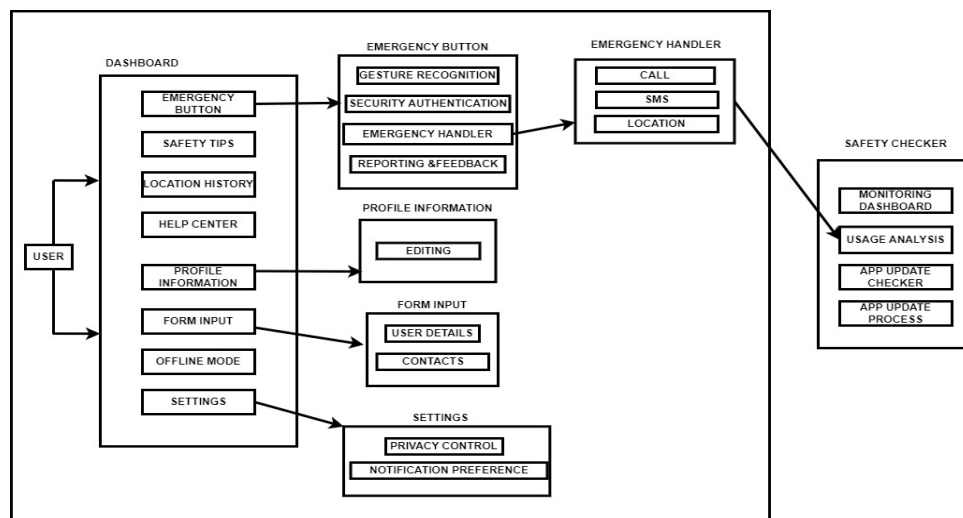 DASHBOARD
EMERGENCY
BUTTON
SAFETY TIPS
LOCATION HISTORY
HELP CENTER
PROFILE
INFORMATION
FORM INPUT
OFFLINE MODE
SETTINGS
USER
EMERGENCY BUTTON
GESTURE RECOGNITION
SECURITY AUTHENTICATION
EMERGENCY HANDLER
REPORTING &FEEDBACK
PROFILE INFORMATION
EDITING
FORM INPUT
USER DETAILS
CONTACTS
SETTINGS
PRIVACY CONTROL
NOTIFICATION PREFERENCE
EMERGENCY HANDLER
CALL
SMS
LOCATION
SAFETY CHECKER
MONITORING
DASHBOARD
USAGE ANALYSIS
APP UPDATE
CHECKER
APP UPDATE
PROCESS